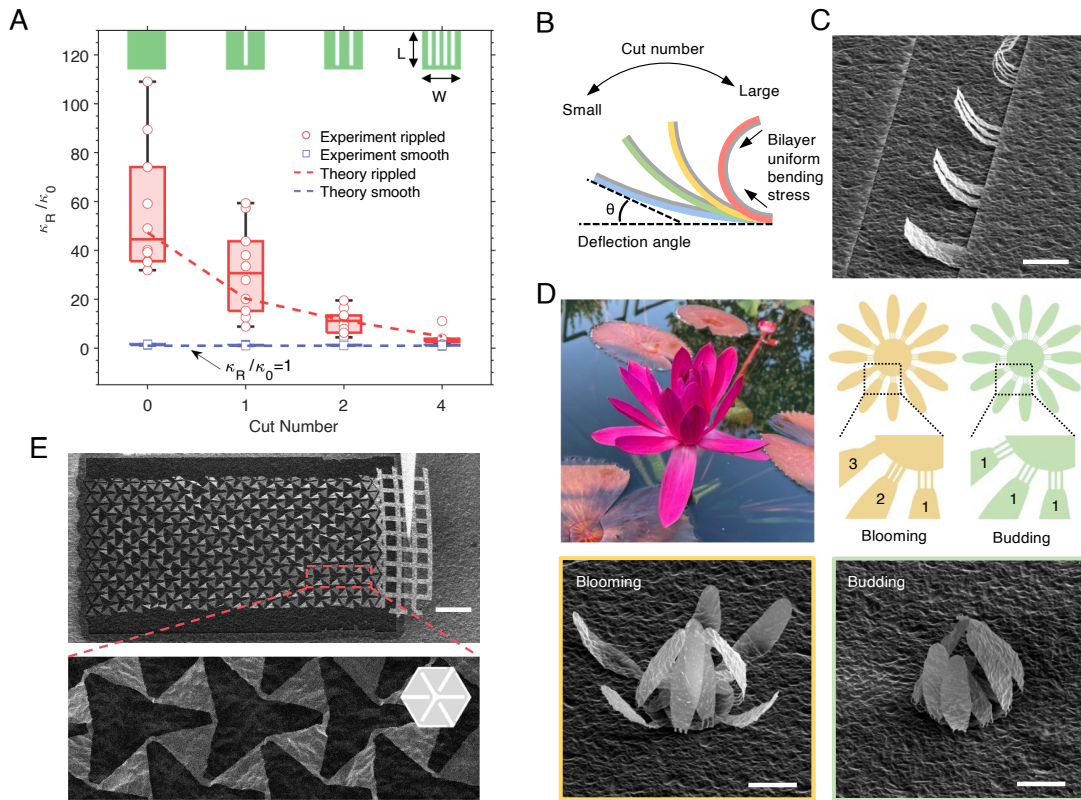 A
120
100
80
60
40
20
0
κR/κ0
0
1
2
4
Cut Number
L
W
Experiment rippled
Experiment smooth
Theory rippled
Theory smooth
κR/κ0=1
B
Cut number
Small
Large
Bilayer
uniform
bending
stress
θ
Deflection angle
C
D
3
2
1
1
1
1
Blooming
Budding
Blooming
Budding
E